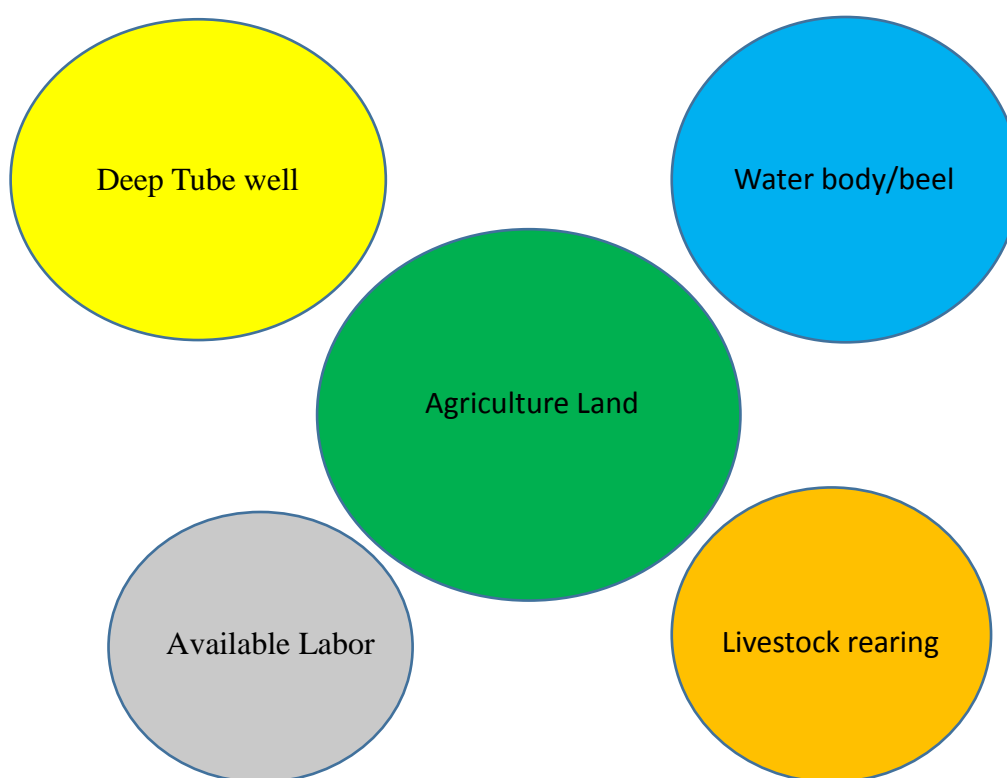 Deep Tube well
Water body/beel
Agriculture Land
Available Labor
Livestock rearing